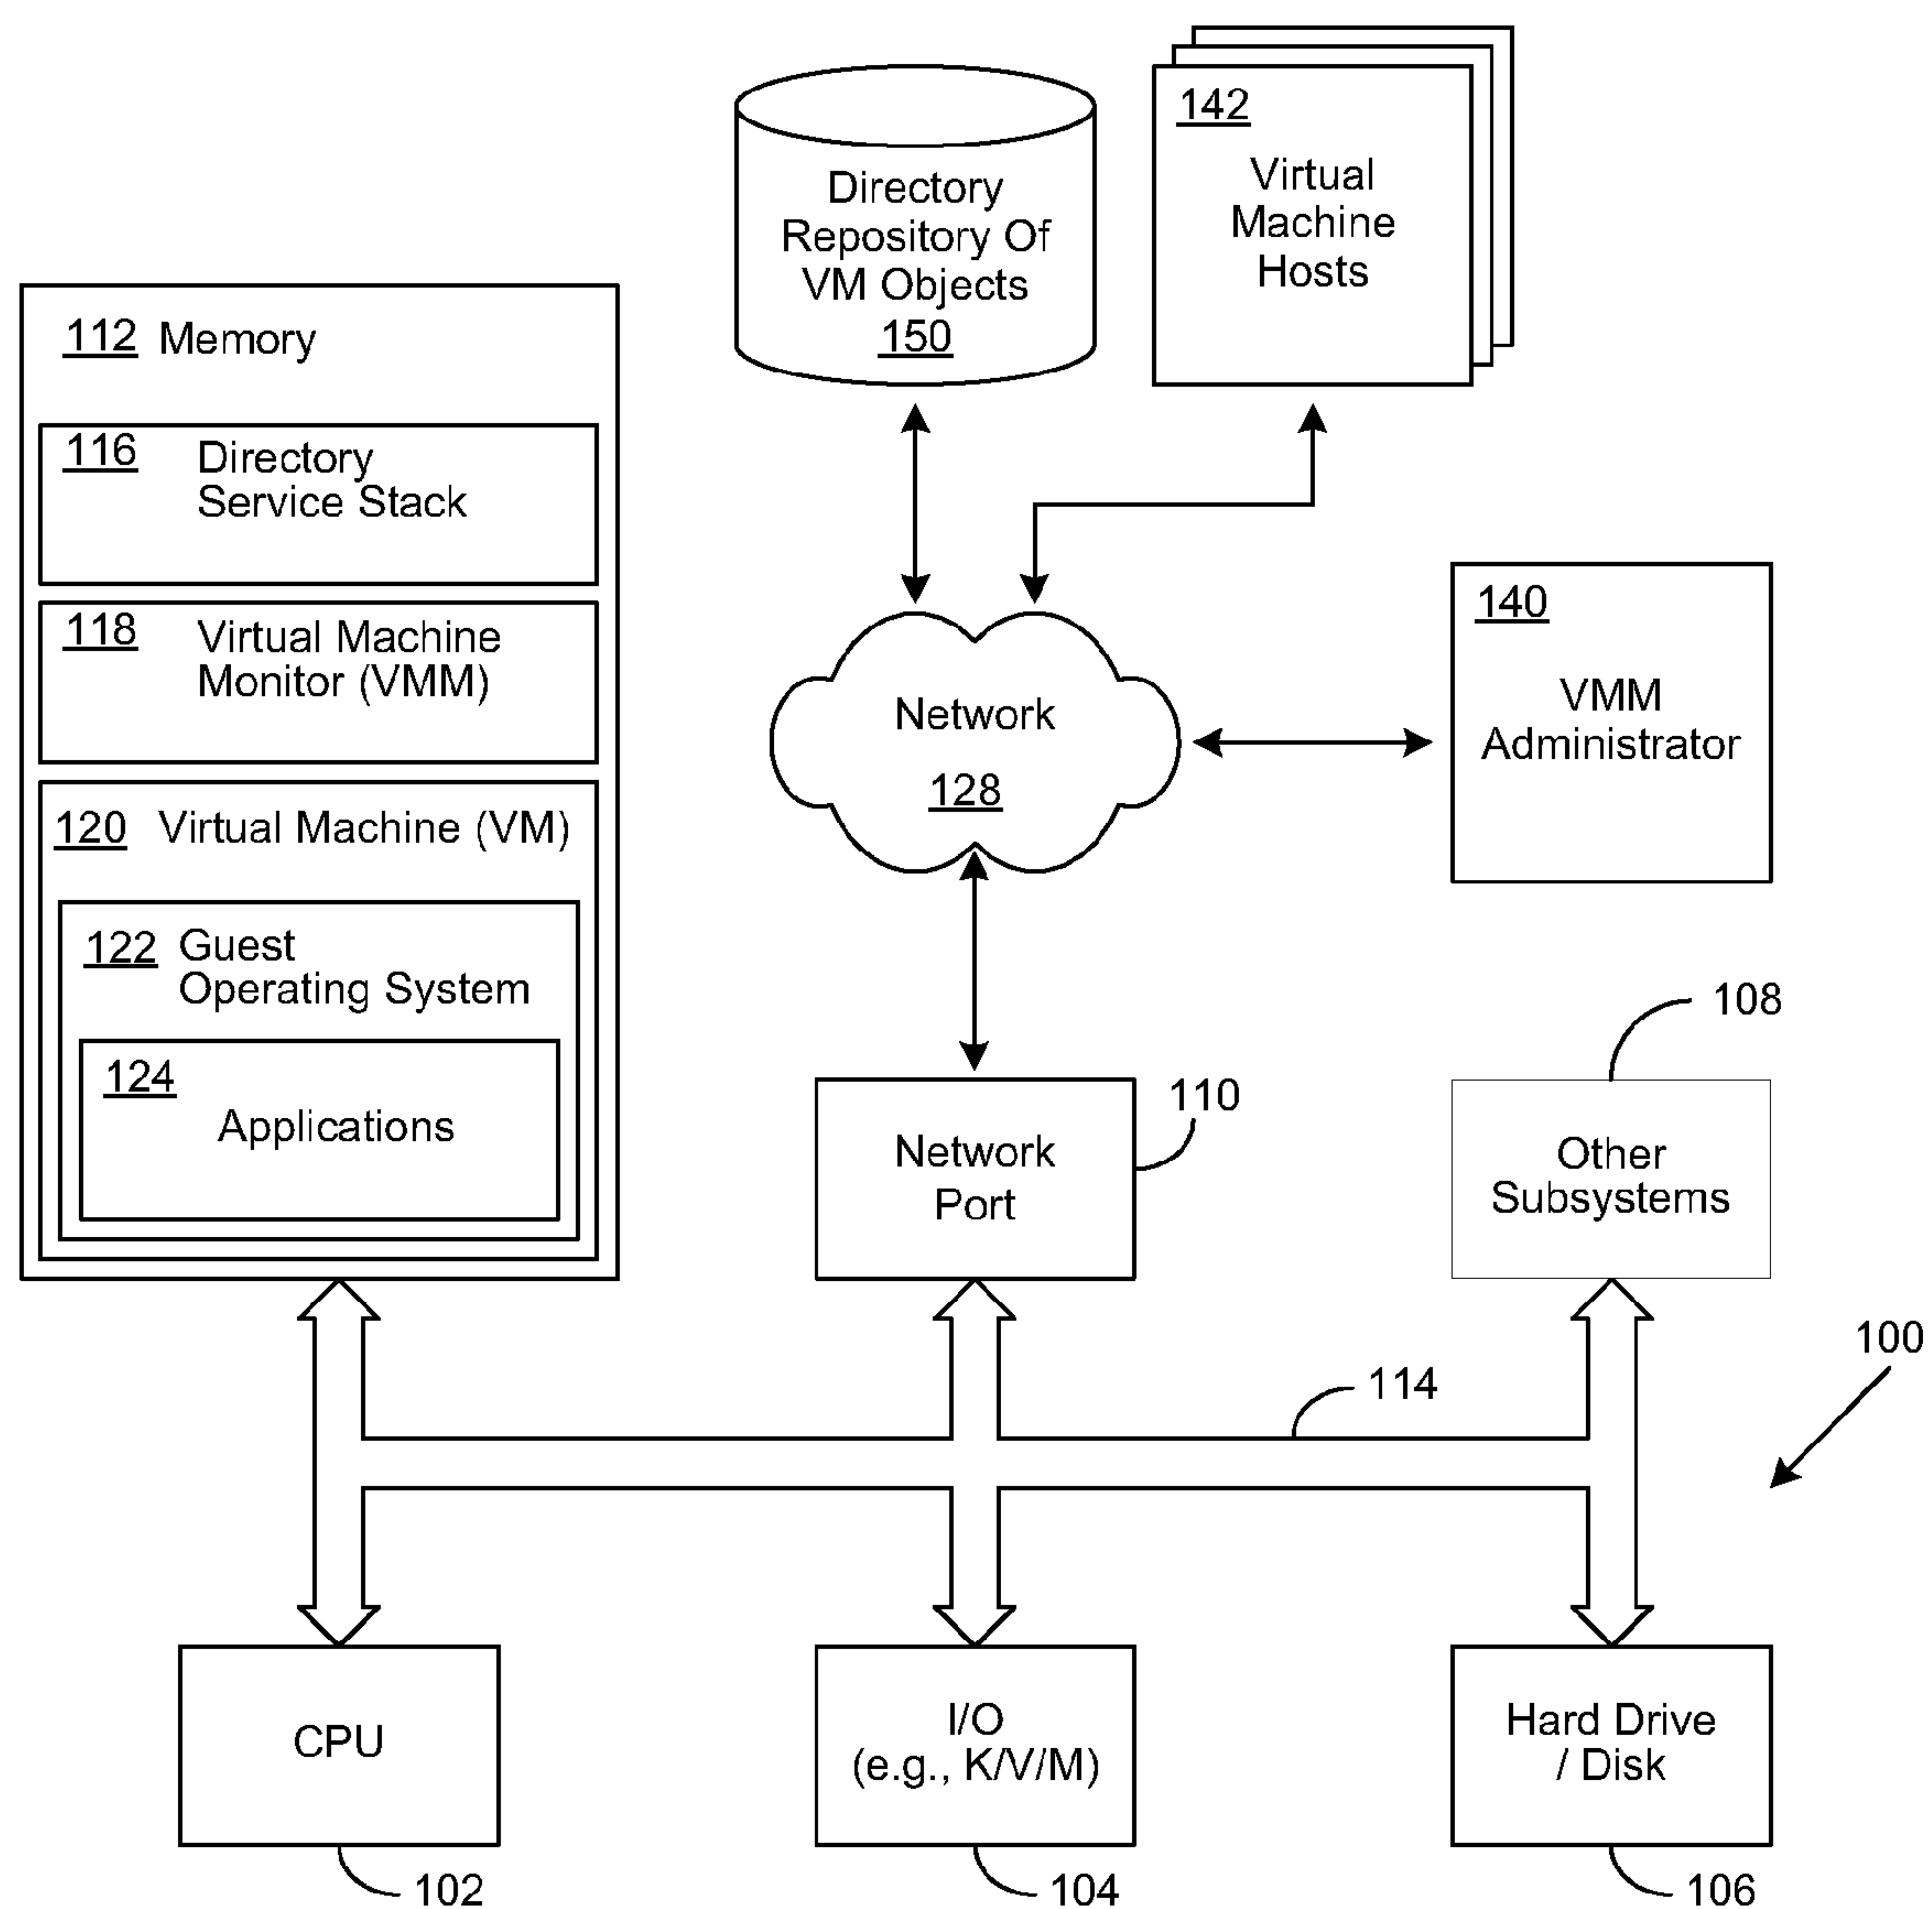 142
Virtual
Machine
Hosts
Directory
Repository Of
VM Objects
150
112 Memory
116 Directory
Service Stack
118 Virtual Machine
Monitor (VMM)
120 Virtual Machine (VM)
122 Guest
Operating System
124
Applications
Network
128
140
VMM
Administrator
108
110
Network
Port
Other
Subsystems
100
114
CPU
I/O
(e.g., K/V/M)
Hard Drive
/ Disk
102
104
106